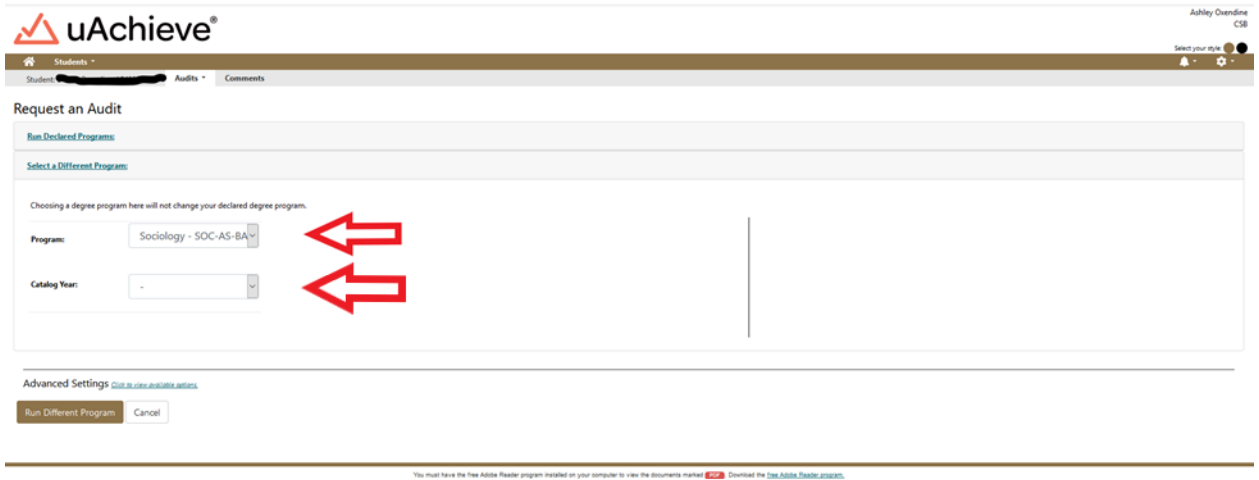 uAchieve®
Ashley Oxendine
CSB
Select your style:
Students
Student: Audits Comments
Request an Audit
Run Declared Programs:
Select a Different Program:
Choosing a degree program here will not change your declared degree program.
Program: Sociology - SOC-AS-BA
Catalog Year: -
Advanced Settings Click to view available options.
Run Different Program Cancel
You must have the free Adobe Reader program installed on your computer to view the documents marked PDF Download the free Adobe Reader program.